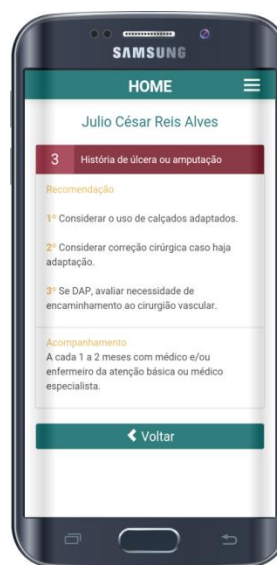 SAMSUNG
HOME
Julio César Reis Alves
3 História de úlcera ou amputação
Recomendação
1º Considerar o uso de calçados adaptados.
2º Considerar correção cirúrgica caso haja
adaptação.
3º Se DAP, avaliar necessidade de
encaminhamento ao cirurgião vascular.
Acompanhamento
A cada 1 a 2 meses com médico e/ou
enfermeiro da atenção básica ou médico
especialista.
Voltar